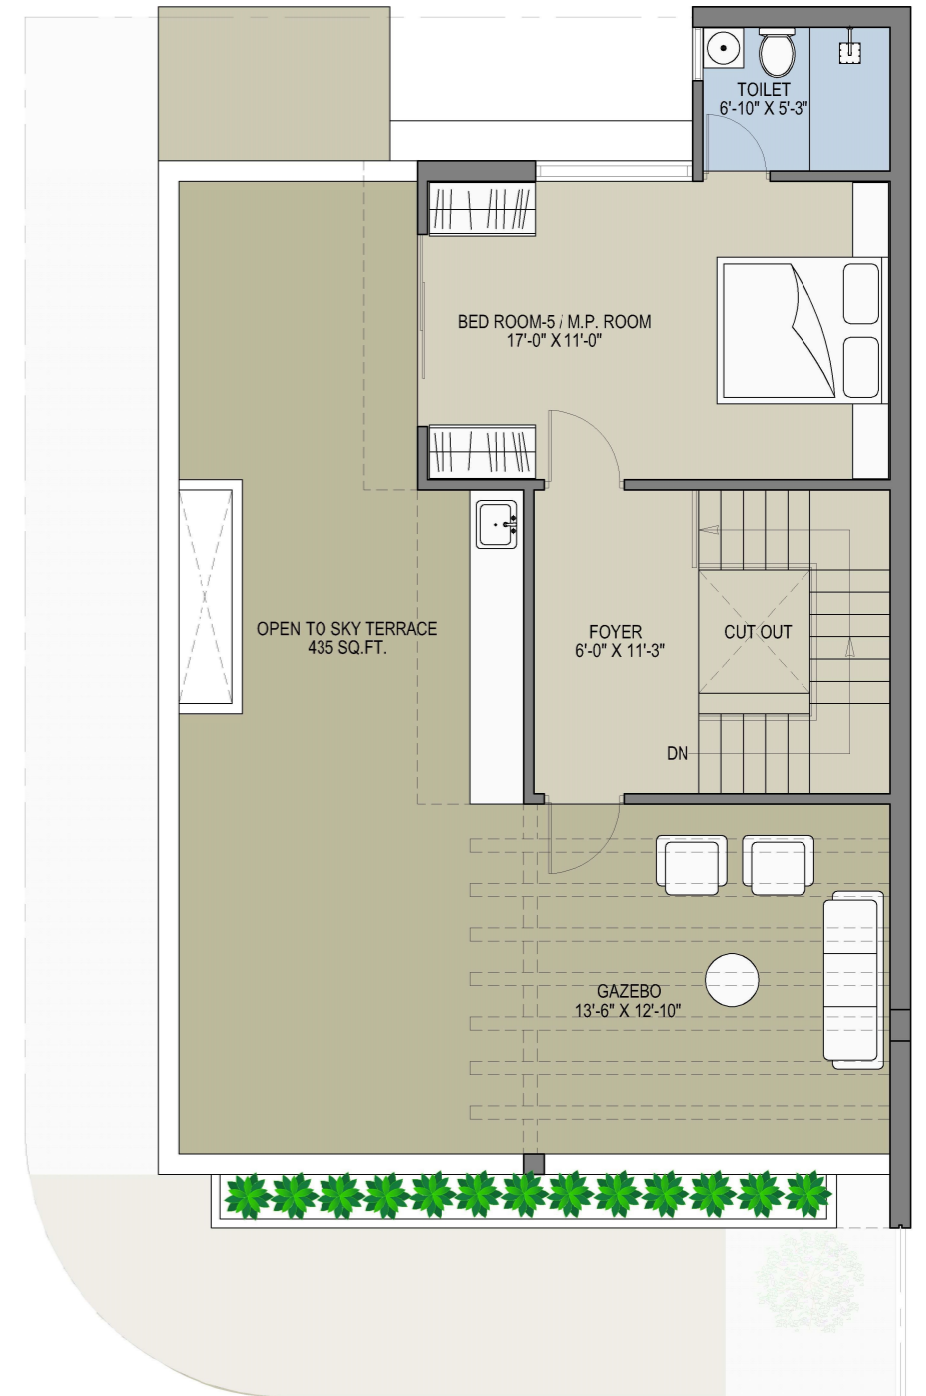 TOILET
6'-10" X 5'-3"
BED ROOM-5 / M.P. ROOM
17'-0" X 11'-0"
OPEN TO SKY TERRACE
435 SQ.FT.
FOYER
6'-0" X 11'-3"
CUT OUT
DN
GAZEBO
13'-6" X 12'-10"